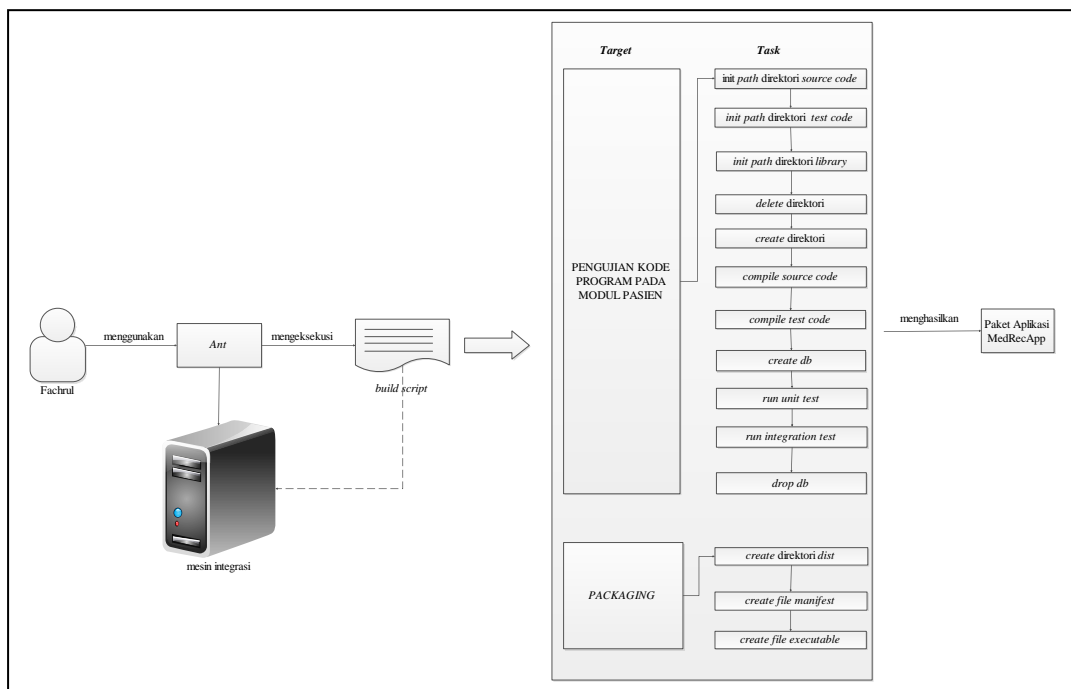 Target
Task
init path direktori source code
init path direktori test code
init path direktori library
delete direktori
create direktori
PENGUJIAN KODE
PROGRAM PADA
MODUL PASIEN
compile source code
compile test code
create db
run unit test
run integration test
drop db
Fachrul
menggunakan
Ant
mengeksekusi
build script
mesin integrasi
PACKAGING
create direktori dist
create file manifest
create file executable
menghasilkan
Paket Aplikasi
MedRecApp